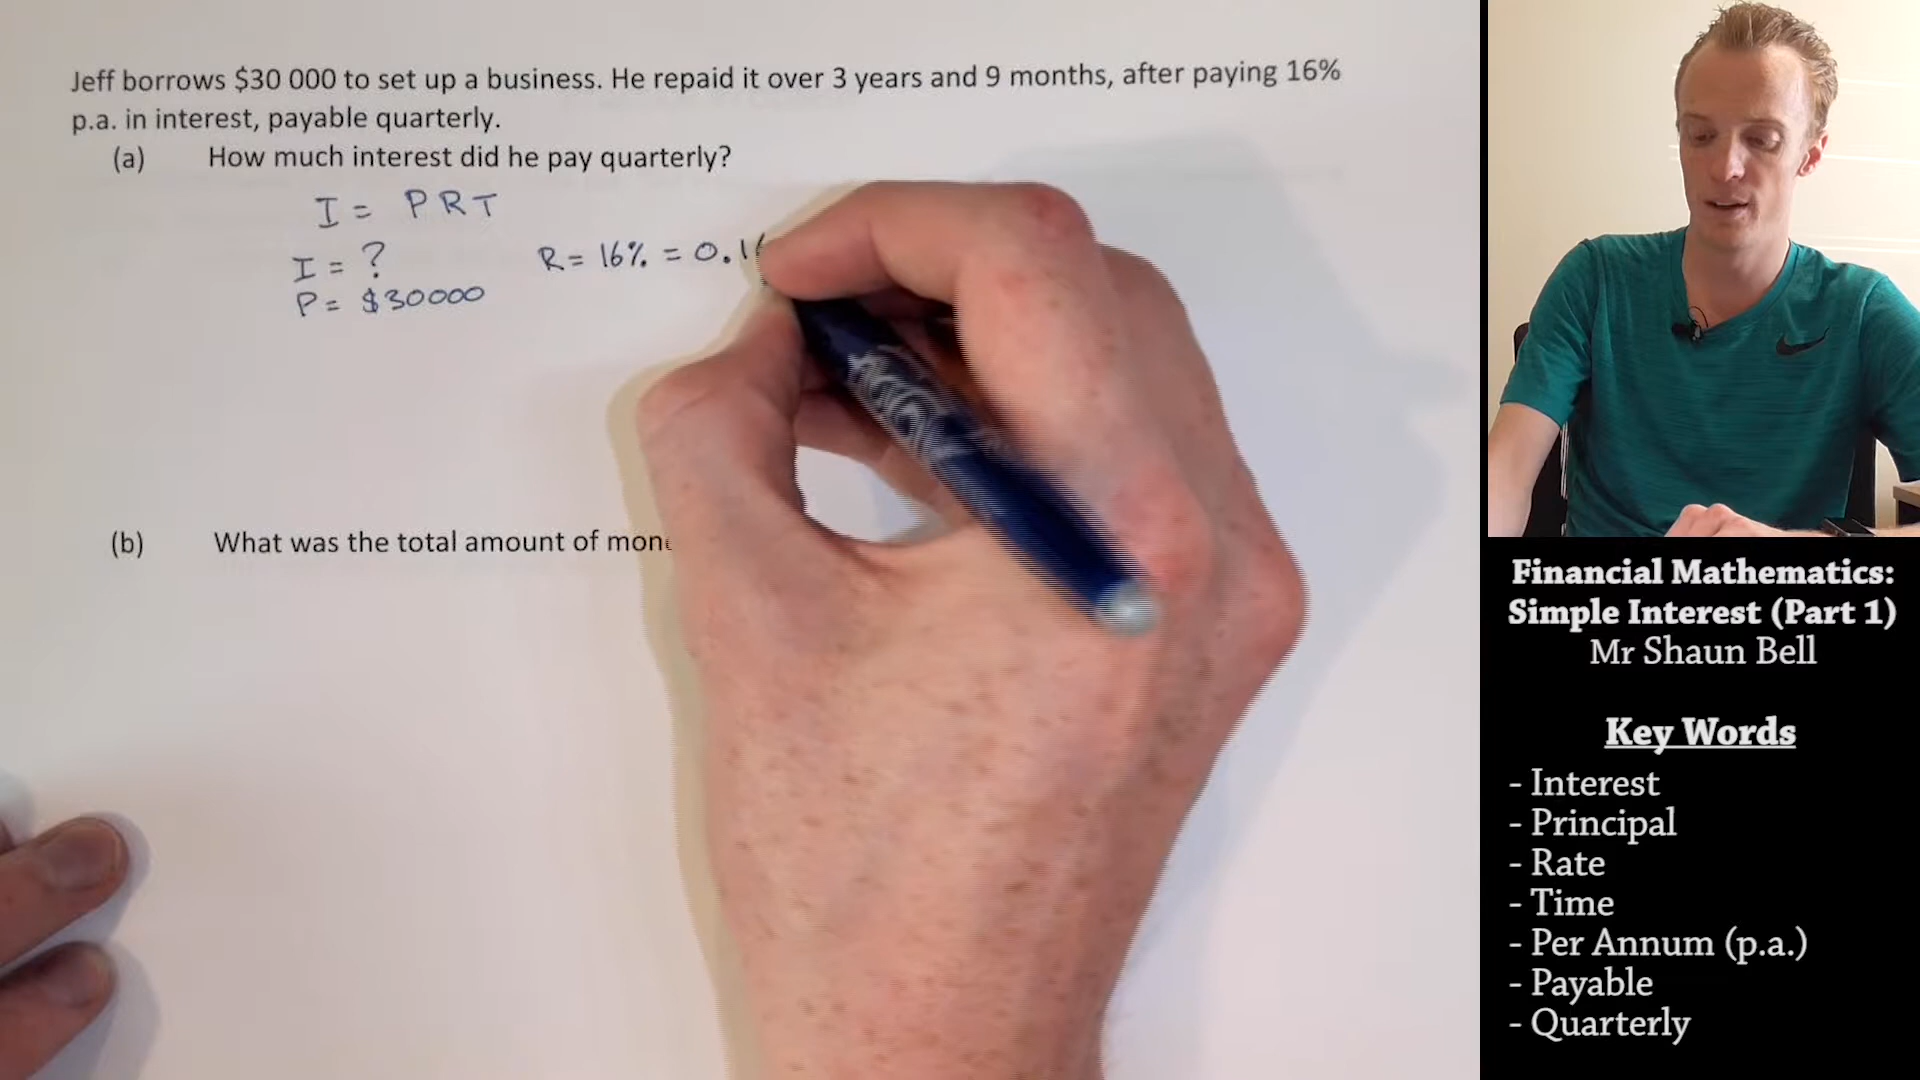 Jeff borrows $30 000 to set up a business. He repaid it over 3 years and 9 months, after paying 16%
p.a. in interest, payable quarterly.
(a) How much interest did he pay quarterly?
I = PRT
I = ? R = 16% = 0.16
P = $30000
(b) What was the total amount of
Financial Mathematics:
Simple Interest (Part 1)
Mr Shaun Bell
Key Words
- Interest
- Principal
- Rate
- Time
- Per Annum (p.a.)
- Payable
- Quarterly